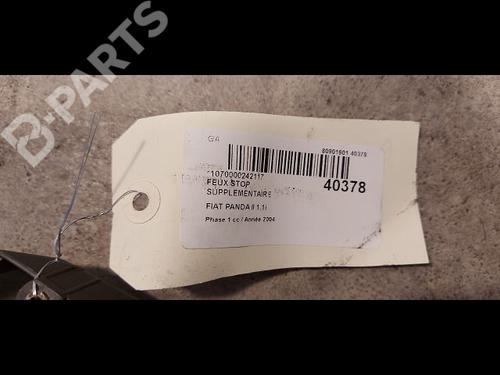 B-PARTS
GA
80901601 40378
*1070000242117
40378
FEUX STOP
SUPPLEMENTAIRE
FIAT PANDA II 1.1i
Phase 1 cc / Année 2004